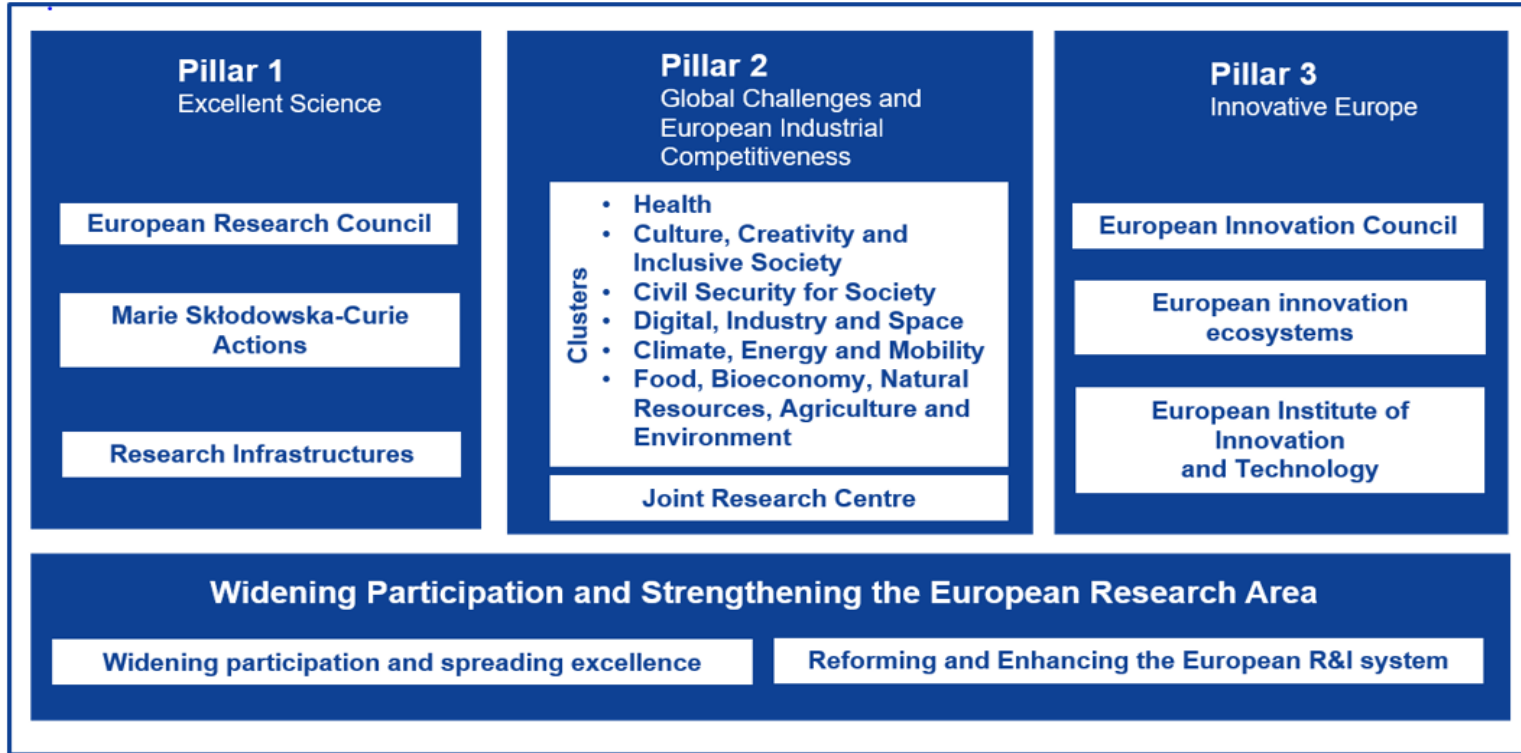 Pillar 1
Excellent Science
European Research Council
Marie Skłodowska-Curie
Actions
Research Infrastructures
Pillar 2
Global Challenges and
European Industrial
Competitiveness
Clusters
• Health
• Culture, Creativity and
Inclusive Society
• Civil Security for Society
• Digital, Industry and Space
• Climate, Energy and Mobility
• Food, Bioeconomy, Natural
Resources, Agriculture and
Environment
Joint Research Centre
Pillar 3
Innovative Europe
European Innovation Council
European innovation
ecosystems
European Institute of
Innovation
and Technology
Widening Participation and Strengthening the European Research Area
Widening participation and spreading excellence
Reforming and Enhancing the European R&I system